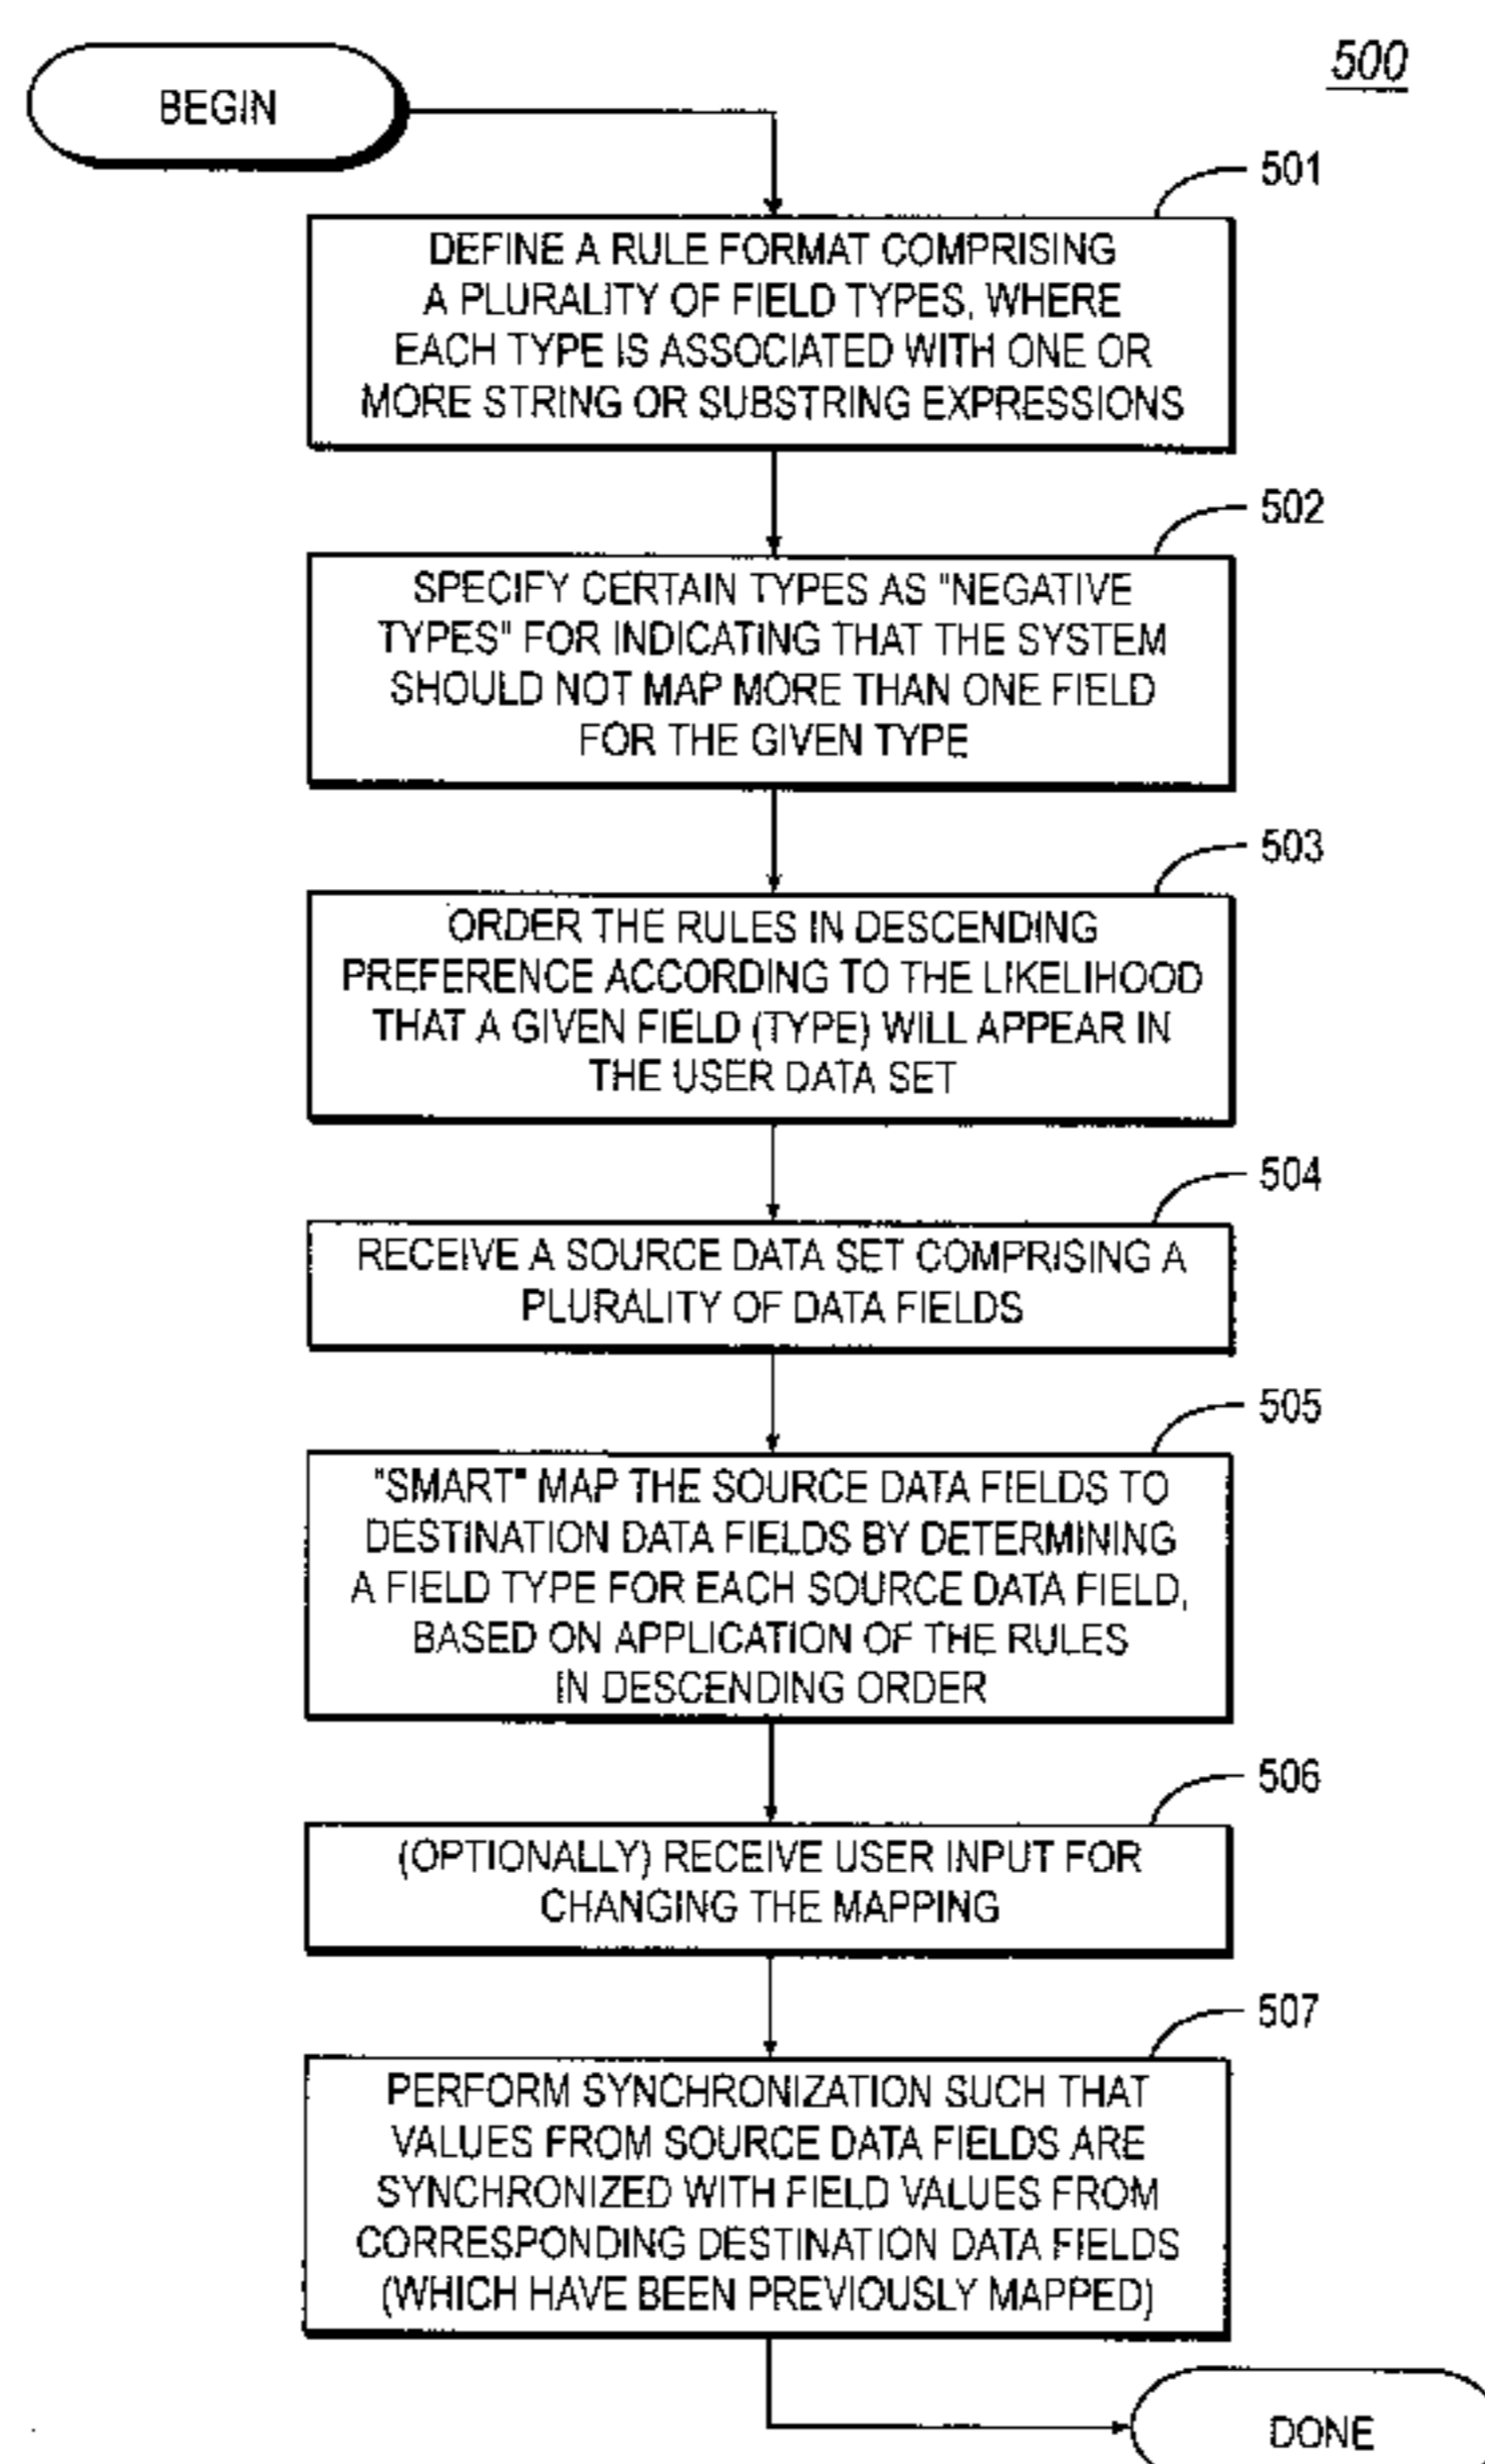 500
BEGIN
501
DEFINE A RULE FORMAT COMPRISING
A PLURALITY OF FIELD TYPES, WHERE
EACH TYPE IS ASSOCIATED WITH ONE OR
MORE STRING OR SUBSTRING EXPRESSIONS
502
SPECIFY CERTAIN TYPES AS "NEGATIVE
TYPES" FOR INDICATING THAT THE SYSTEM
SHOULD NOT MAP MORE THAN ONE FIELD
FOR THE GIVEN TYPE
503
ORDER THE RULES IN DESCENDING
PREFERENCE ACCORDING TO THE LIKELIHOOD
THAT A GIVEN FIELD (TYPE) WILL APPEAR IN
THE USER DATA SET
504
RECEIVE A SOURCE DATA SET COMPRISING A
PLURALITY OF DATA FIELDS
505
"SMART" MAP THE SOURCE DATA FIELDS TO
DESTINATION DATA FIELDS BY DETERMINING
A FIELD TYPE FOR EACH SOURCE DATA FIELD,
BASED ON APPLICATION OF THE RULES
IN DESCENDING ORDER
506
(OPTIONALLY) RECEIVE USER INPUT FOR
CHANGING THE MAPPING
507
PERFORM SYNCHRONIZATION SUCH THAT
VALUES FROM SOURCE DATA FIELDS ARE
SYNCHRONIZED WITH FIELD VALUES FROM
CORRESPONDING DESTINATION DATA FIELDS
(WHICH HAVE BEEN PREVIOUSLY MAPPED)
DONE